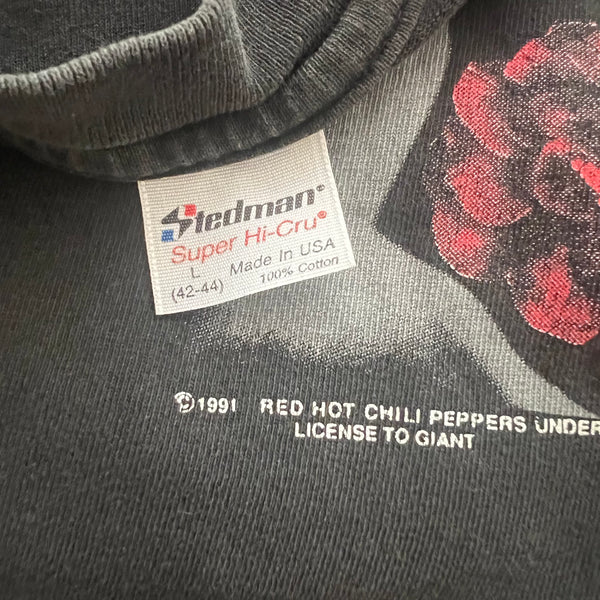 Stedman®
Super Hi-Cru®
L Made In USA
(42-44) 100% Cotton
©1991 RED HOT CHILI PEPPERS UNDER
LICENSE TO GIANT